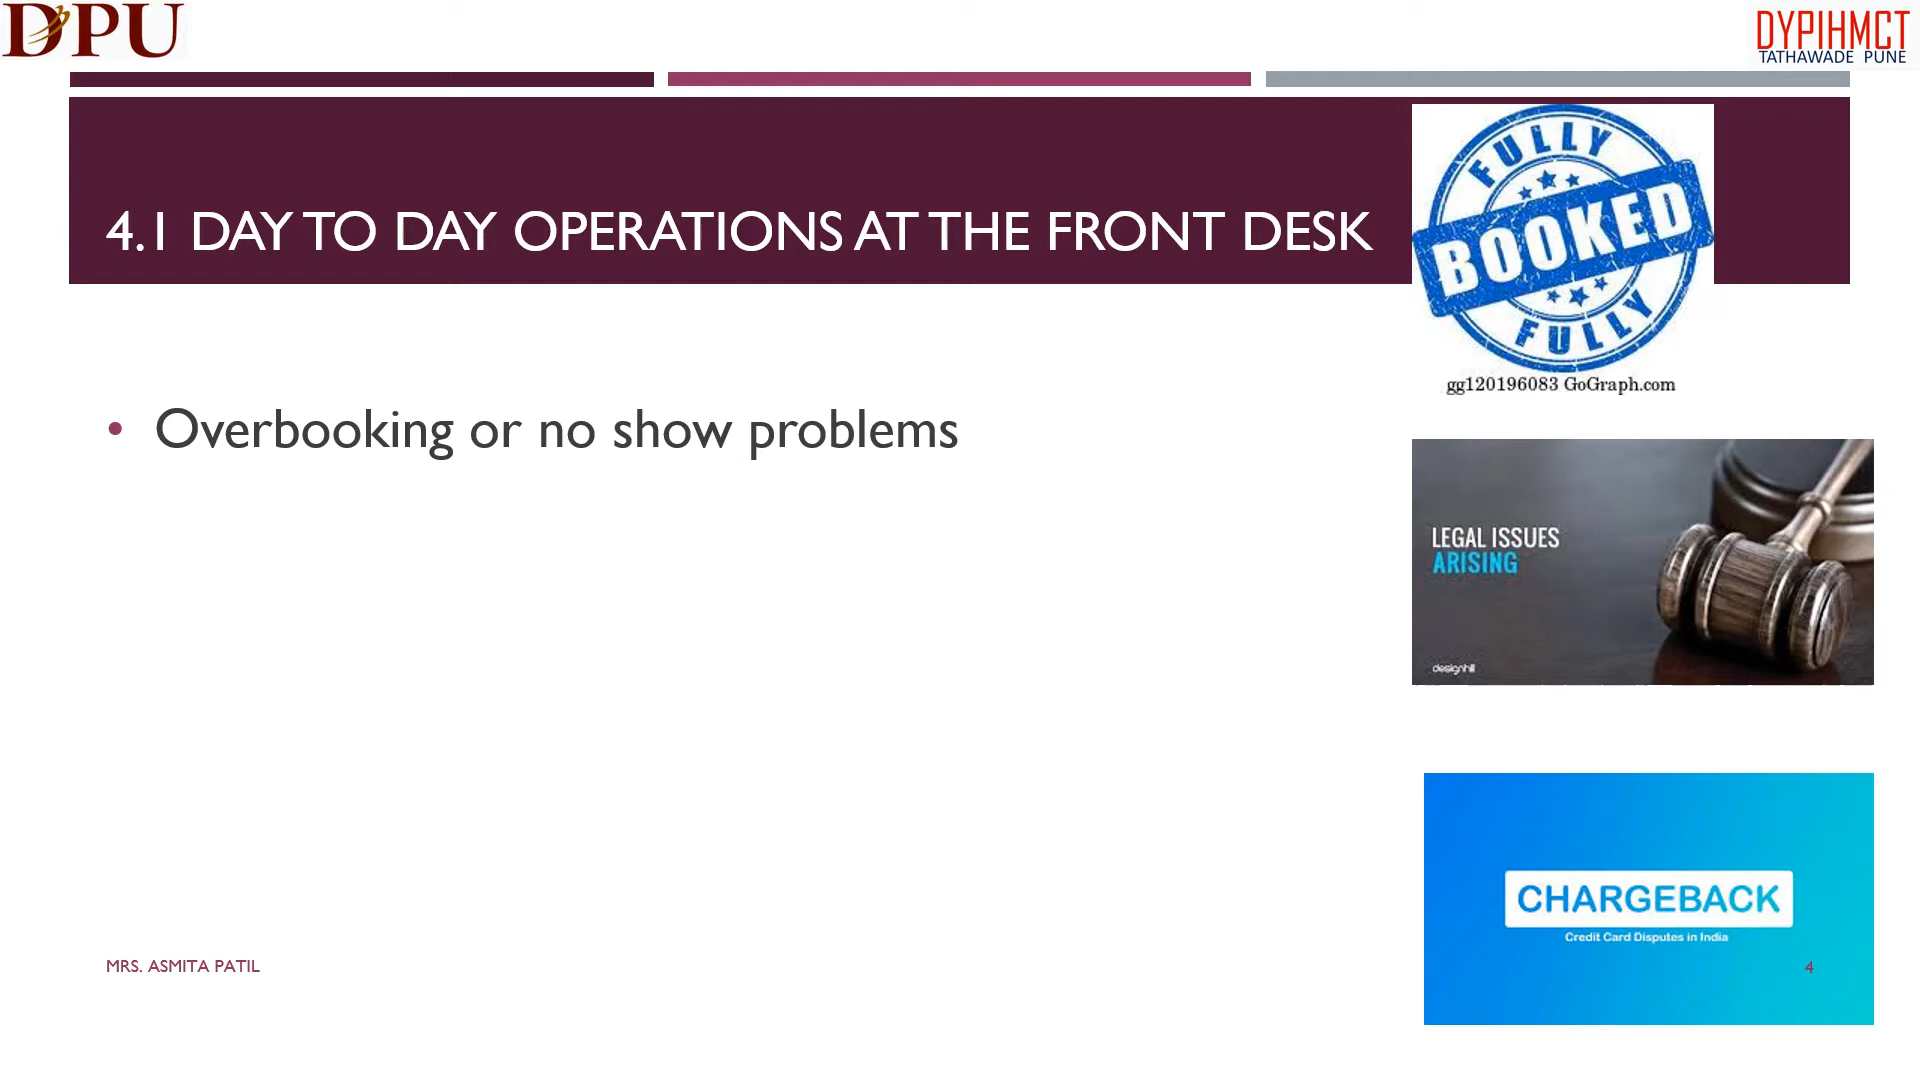 DPU
DYPIHMCT
TATHAWADE PUNE
4.1 DAY TO DAY OPERATIONS AT THE FRONT DESK
FULLY
BOOKED
FULLY
gg120196083 GoGraph.com
• Overbooking or no show problems
LEGAL ISSUES
ARISING
designhill
CHARGEBACK
Credit Card Disputes in India
MRS. ASMITA PATIL
4